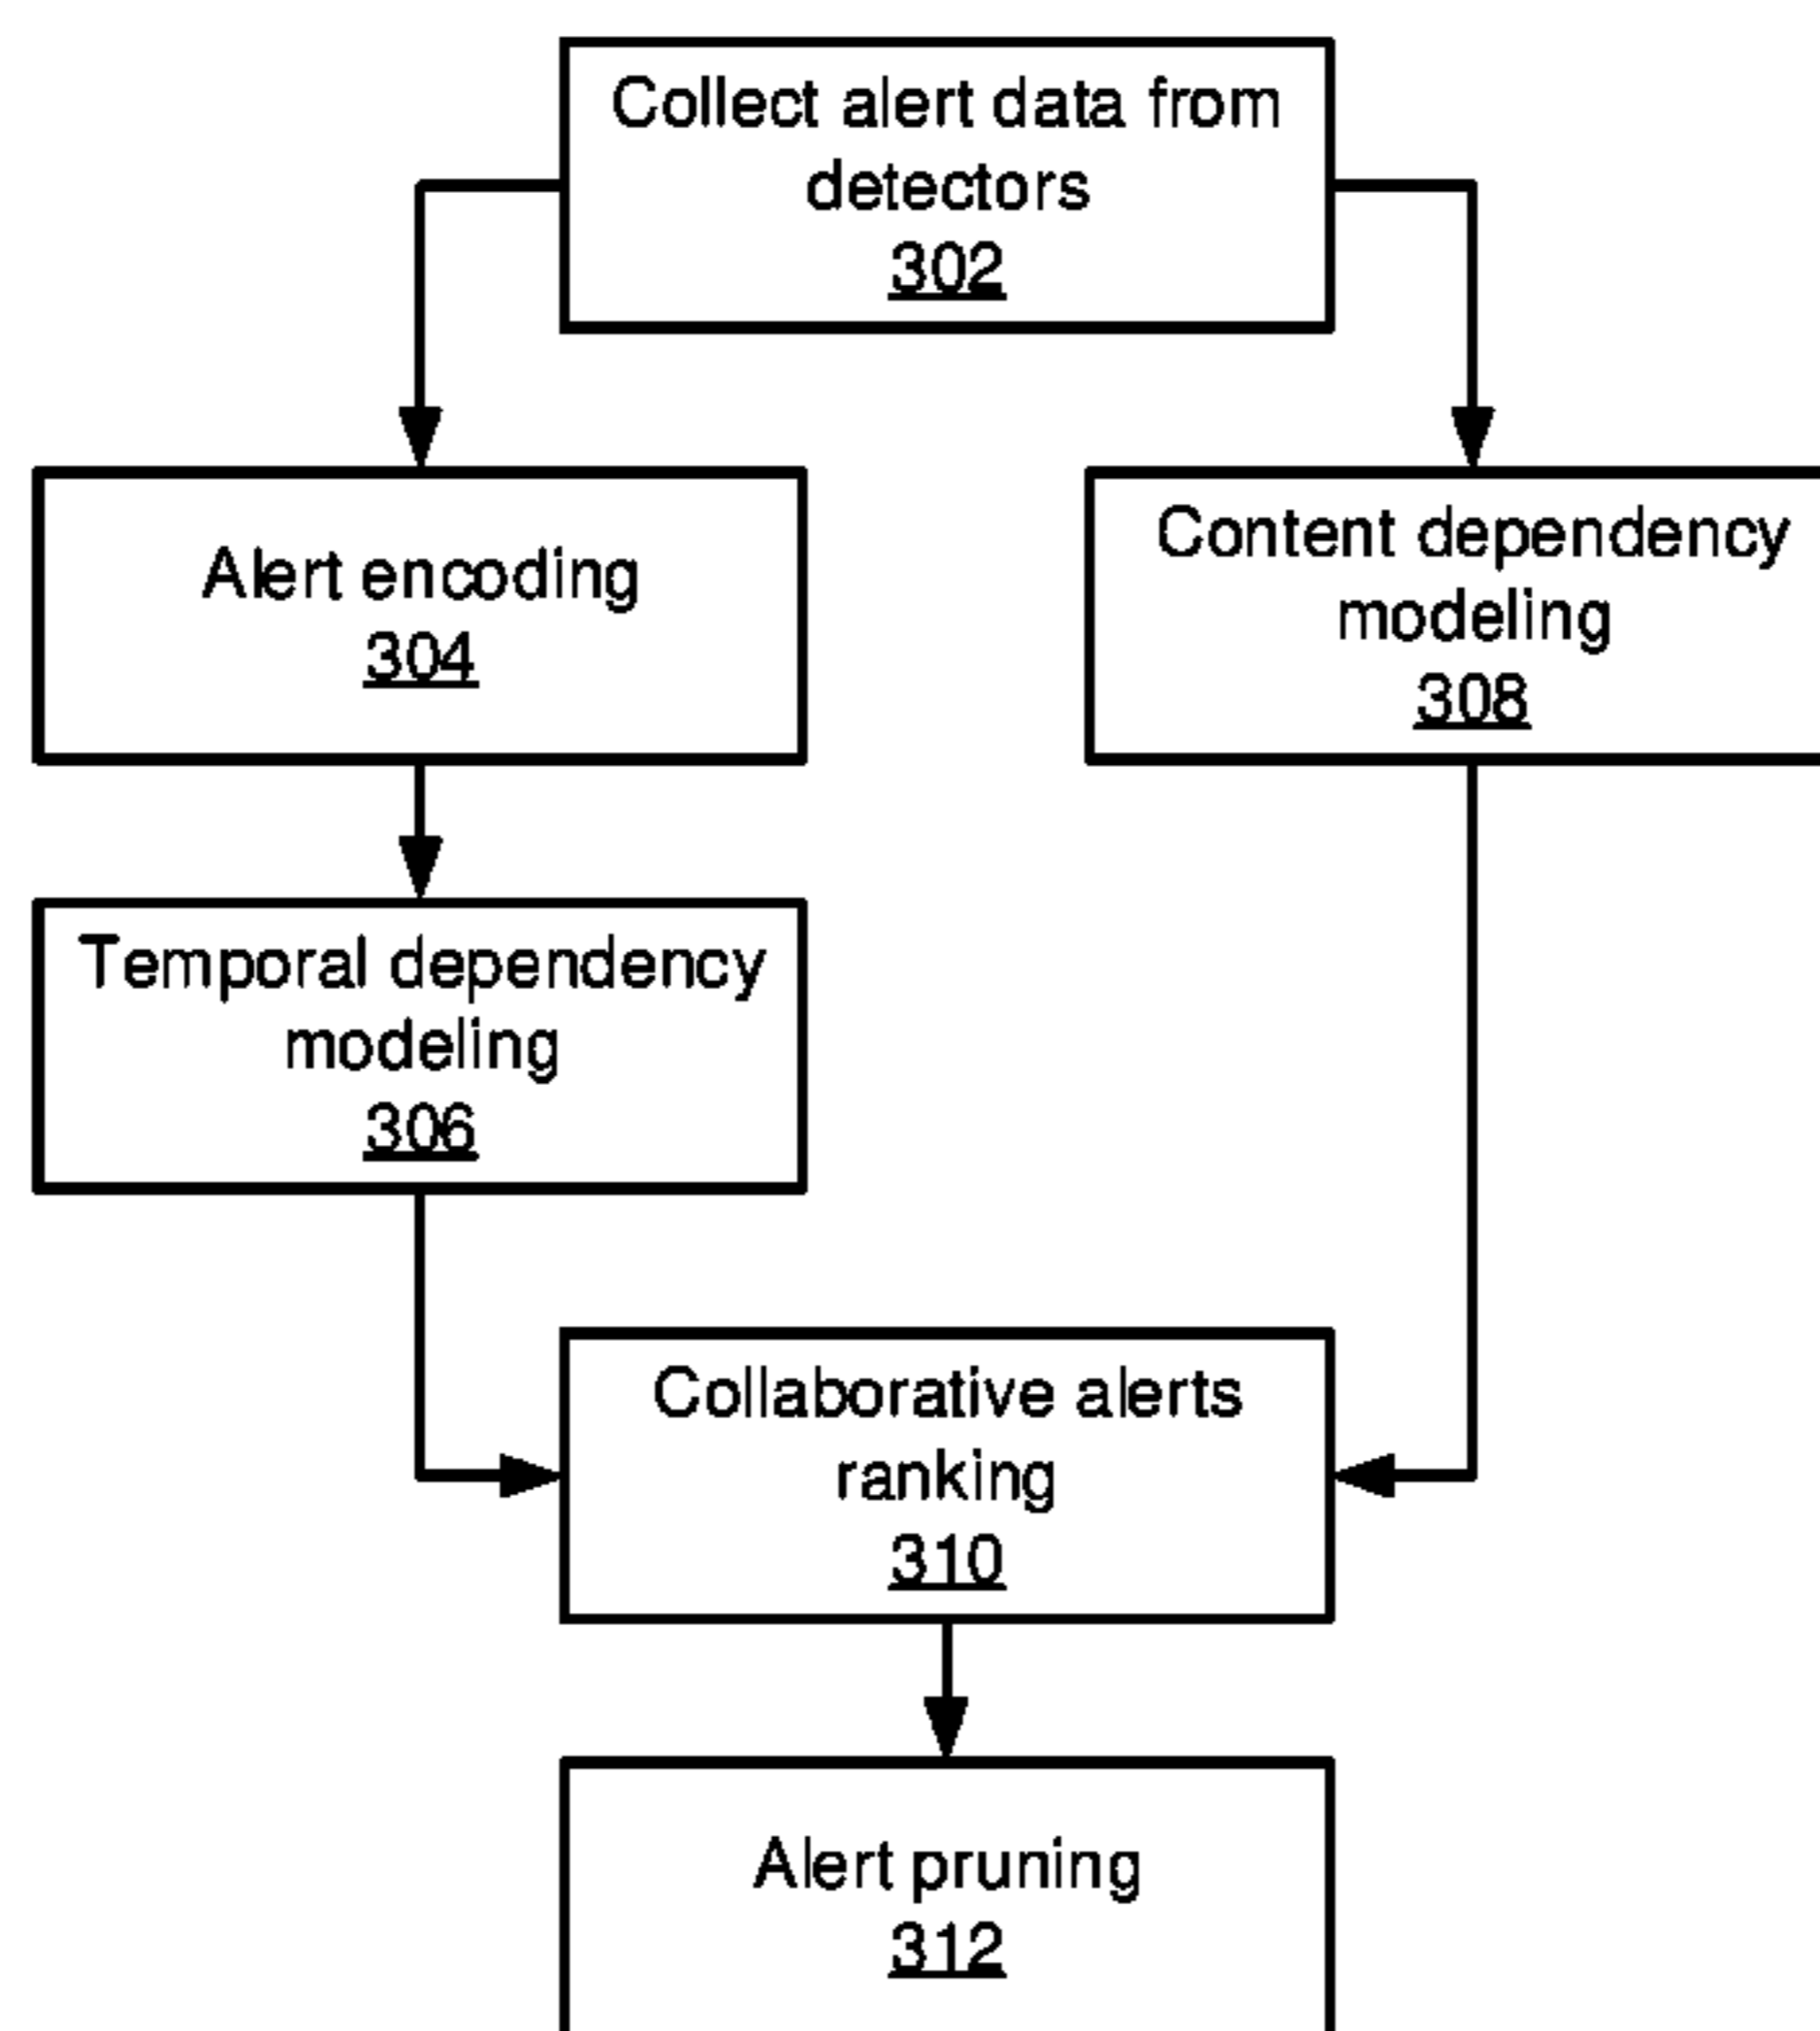 Collect alert data from
detectors
302
Alert encoding
304
Content dependency
modeling
308
Temporal dependency
modeling
306
Collaborative alerts
ranking
310
Alert pruning
312